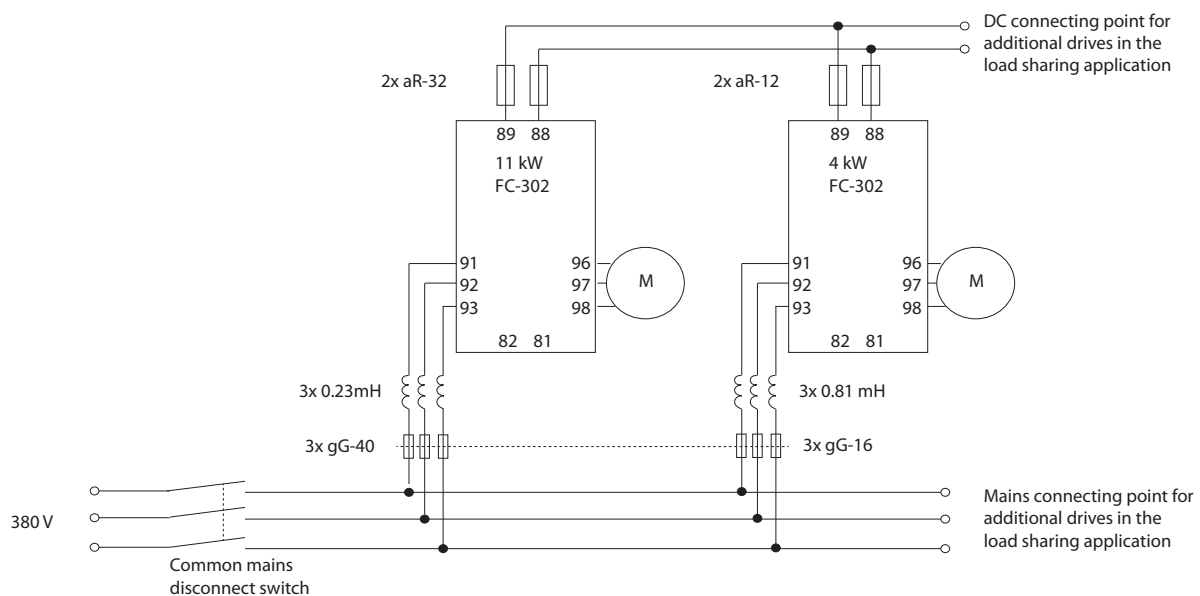 DC connecting point for
additional drives in the
load sharing application
2x aR-32
2x aR-12
89 88
89 88
11 kW
FC-302
4 kW
FC-302
91
92
93
96
97
98
M
91
92
93
96
97
98
M
82 81
82 81
3x 0.23mH
3x 0.81 mH
3x gG-40
3x gG-16
380 V
Mains connecting point for
additional drives in the
load sharing application
Common mains
disconnect switch